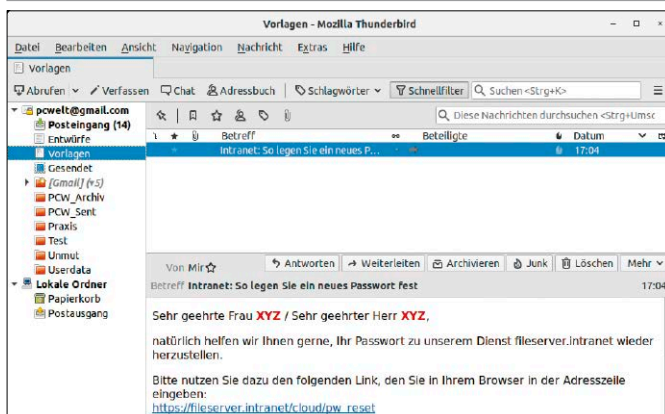 Vorlagen - Mozilla Thunderbird
Datei Bearbeiten Ansicht Navigation Nachricht Extras Hilfe
Vorlagen
Abrufen Verfassen Chat Adressbuch Schlagwörter Schnellfilter Suchen <Strg+K>
pcwelt@gmail.com
Posteingang (14)
Entwürfe
Vorlagen
Gesendet
[Gmail] (♥5)
PCW_Archiv
PCW_Sent
Praxis
Test
Unmut
Userdata
Lokale Ordner
Papierkorb
Postausgang
Diese Nachrichten durchsuchen <Strg+Umsc
Betreff Beteiligte Datum
Intranet: So legen Sie ein neues P... 17:04
Von Mir Antworten Weiterleiten Archivieren Junk Löschen Mehr
Betreff Intranet: So legen Sie ein neues Passwort fest 17:04
Sehr geehrte Frau XYZ / Sehr geehrter Herr XYZ,
natürlich helfen wir Ihnen gerne, Ihr Passwort zu unserem Dienst fileserver.intranet wieder
herzustellen.
Bitte nutzen Sie dazu den folgenden Link, den Sie in Ihrem Browser in der Adresszeile
eingeben:
https://fileserver.intranet/cloud/pw_reset